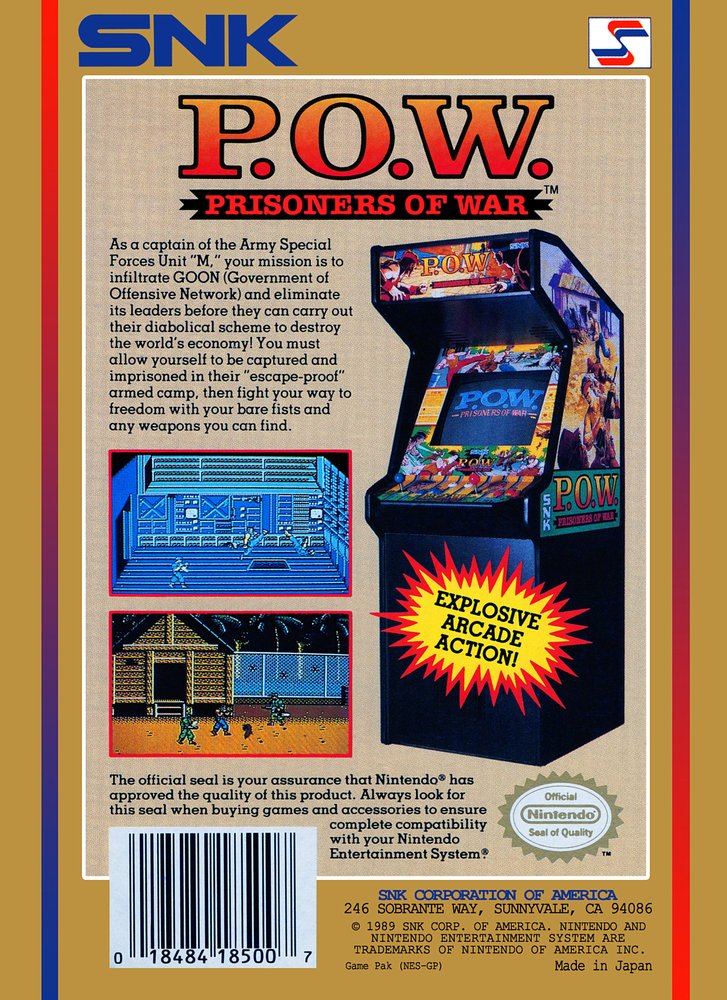 SNK
P.O.W.
PRISONERS OF WAR™
As a captain of the Army Special
Forces Unit "M," your mission is to
infiltrate GOON (Government of
Offensive Network) and eliminate
its leaders before they can carry out
their diabolical scheme to destroy
the world's economy! You must
allow yourself to be captured and
imprisoned in their "escape-proof"
armed camp, then fight your way to
freedom with your bare fists and
any weapons you can find.
SNK
P.O.W.
PRISONERS OF WAR
P.O.W.
PRISONERS OF WAR
P.O.W.
SNK
P.O.W.
PRISONERS OF WAR
EXPLOSIVE
ARCADE
ACTION!
The official seal is your assurance that Nintendo® has
approved the quality of this product. Always look for
this seal when buying games and accessories to ensure
complete compatibility
with your Nintendo
Entertainment System®
Official
Nintendo®
Seal of Quality
™
0 18484 18500 7
SNK CORPORATION OF AMERICA
246 SOBRANTE WAY, SUNNYVALE, CA 94086
© 1989 SNK CORP. OF AMERICA. NINTENDO AND
NINTENDO ENTERTAINMENT SYSTEM ARE
TRADEMARKS OF NINTENDO OF AMERICA INC.
Game Pak (NES-GP) Made in Japan